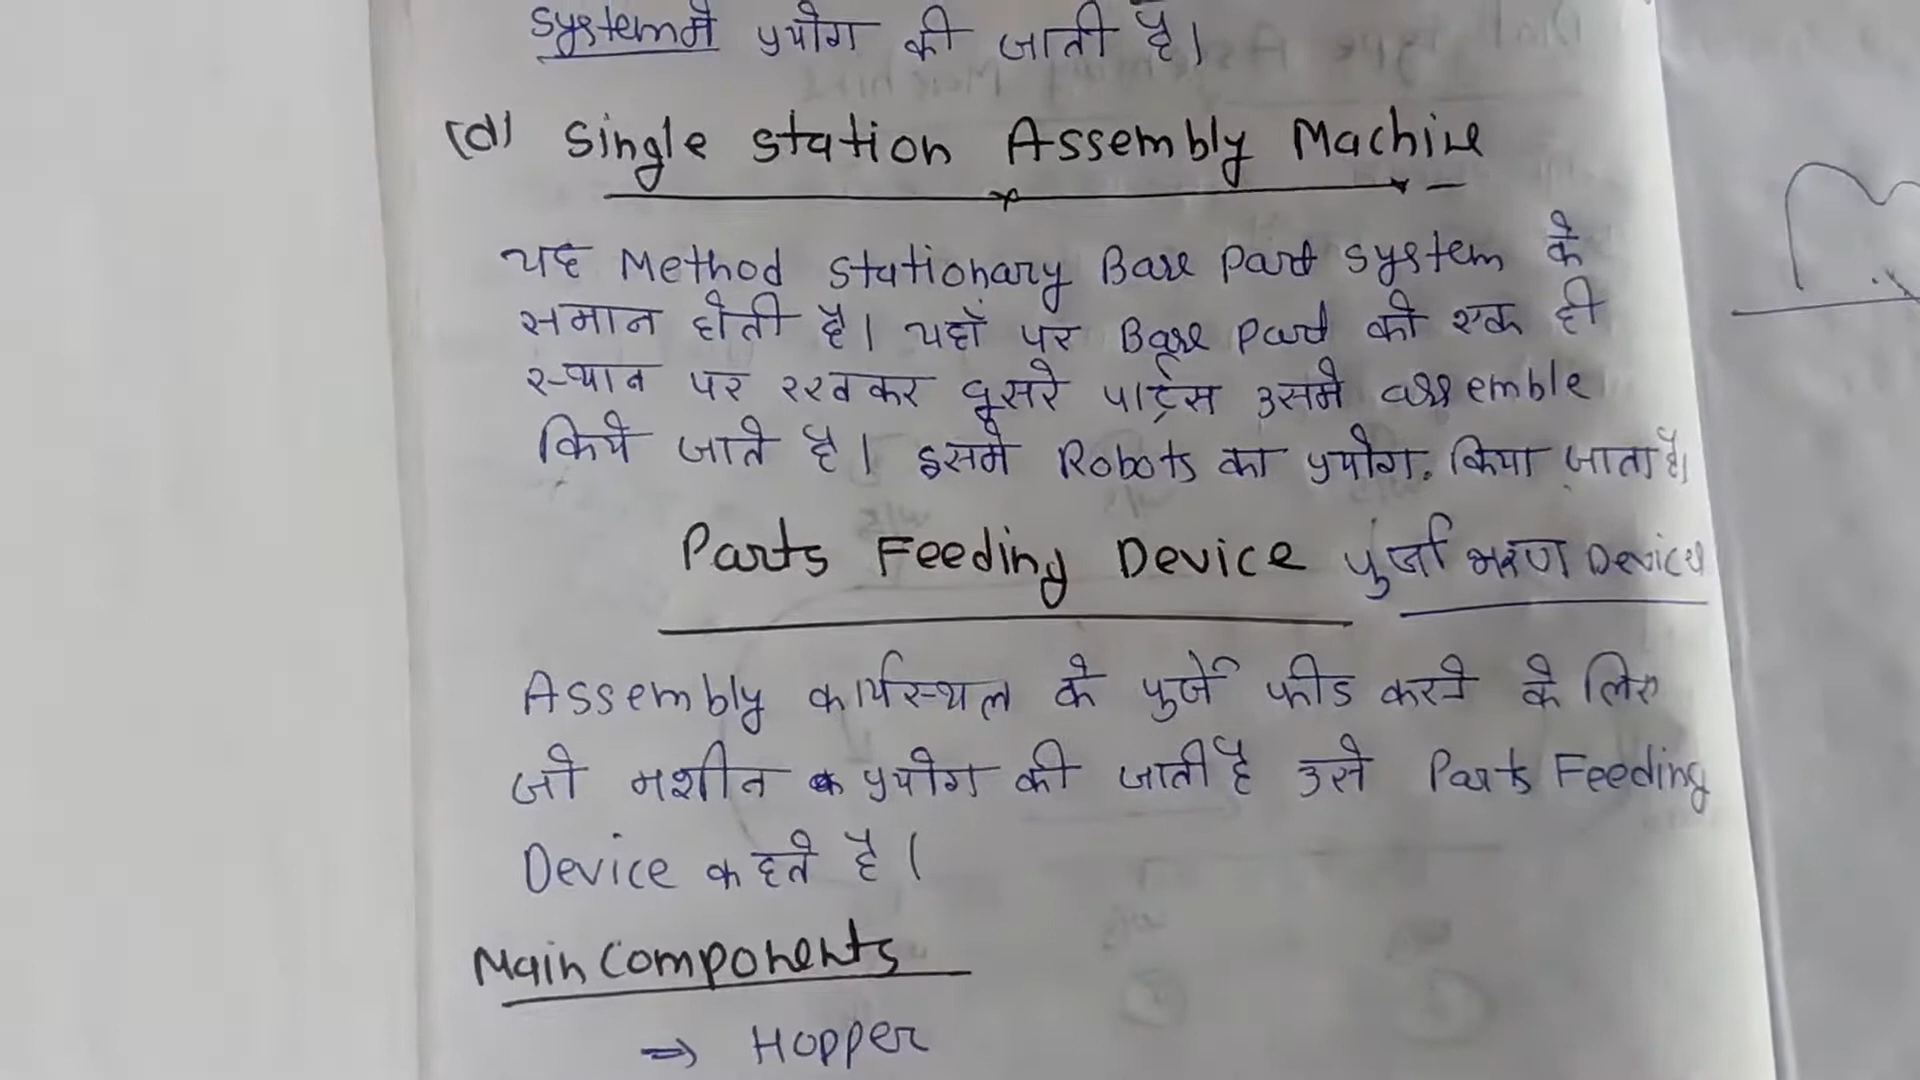 systemमे प्रयोग की जाती है।
(d) Single Station Assembly Machine
यह Method Stationary Base Part System के
समान होती है। यहाँ पर Base Part को एक ही
स्थान पर रखकर दूसरे पार्ट्स उसमे assemble
किये जाते है। इसमे Robots का प्रयोग. किया जाता है।
Parts Feeding Device पुर्जा भरण Device
Assembly कार्यस्थल के पुर्जे फीड करने के लिए
जो मशीन क प्रयोग की जाती है उसे Parts Feeding
Device कहते है।
Main Components
⇒ Hopper